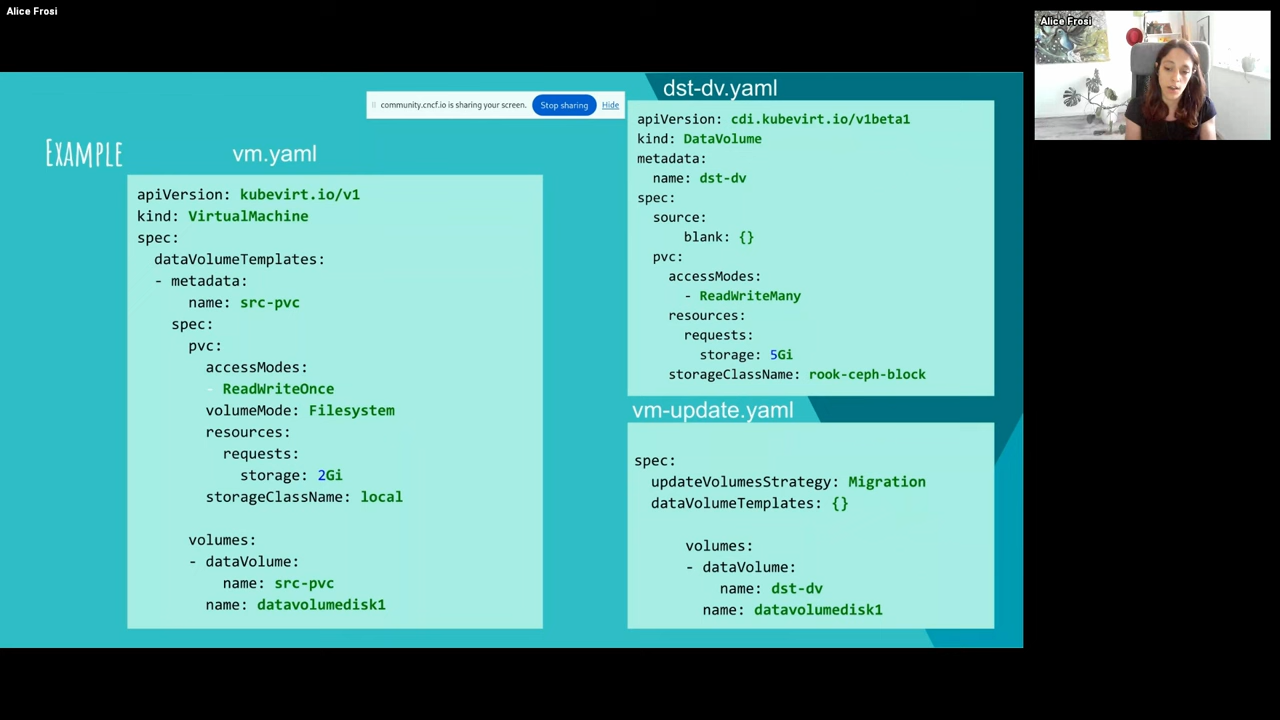 Alice Frosi
Alice Frosi
community.cncf.io is sharing your screen.
Stop sharing
Hide
EXAMPLE
vm.yaml
apiVersion: kubevirt.io/v1
kind: VirtualMachine
spec:
  dataVolumeTemplates:
  - metadata:
      name: src-pvc
    spec:
      pvc:
        accessModes:
        - ReadWriteOnce
        volumeMode: Filesystem
        resources:
          requests:
            storage: 2Gi
        storageClassName: local
      volumes:
      - dataVolume:
          name: src-pvc
        name: datavolumedisk1
dst-dv.yaml
apiVersion: cdi.kubevirt.io/v1beta1
kind: DataVolume
metadata:
  name: dst-dv
spec:
  source:
      blank: {}
  pvc:
    accessModes:
      - ReadWriteMany
    resources:
      requests:
        storage: 5Gi
    storageClassName: rook-ceph-block
vm-update.yaml
spec:
  updateVolumesStrategy: Migration
  dataVolumeTemplates: {}
      volumes:
      - dataVolume:
          name: dst-dv
        name: datavolumedisk1